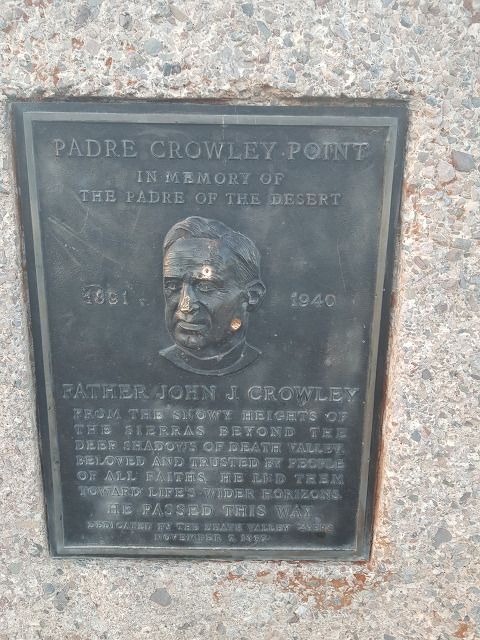 PADRE CROWLEY POINT
IN MEMORY OF
THE PADRE OF THE DESERT
1891 1940
FATHER JOHN J. CROWLEY
FROM THE SNOWY HEIGHTS OF
THE SIERRAS BEYOND THE
DEEP SHADOWS OF DEATH VALLEY,
BELOVED AND TRUSTED BY PEOPLE
OF ALL FAITHS, HE LED THEM
TOWARD LIFE'S WIDER HORIZONS.
HE PASSED THIS WAY
DEDICATED BY THE DEATH VALLEY
NOVEMBER